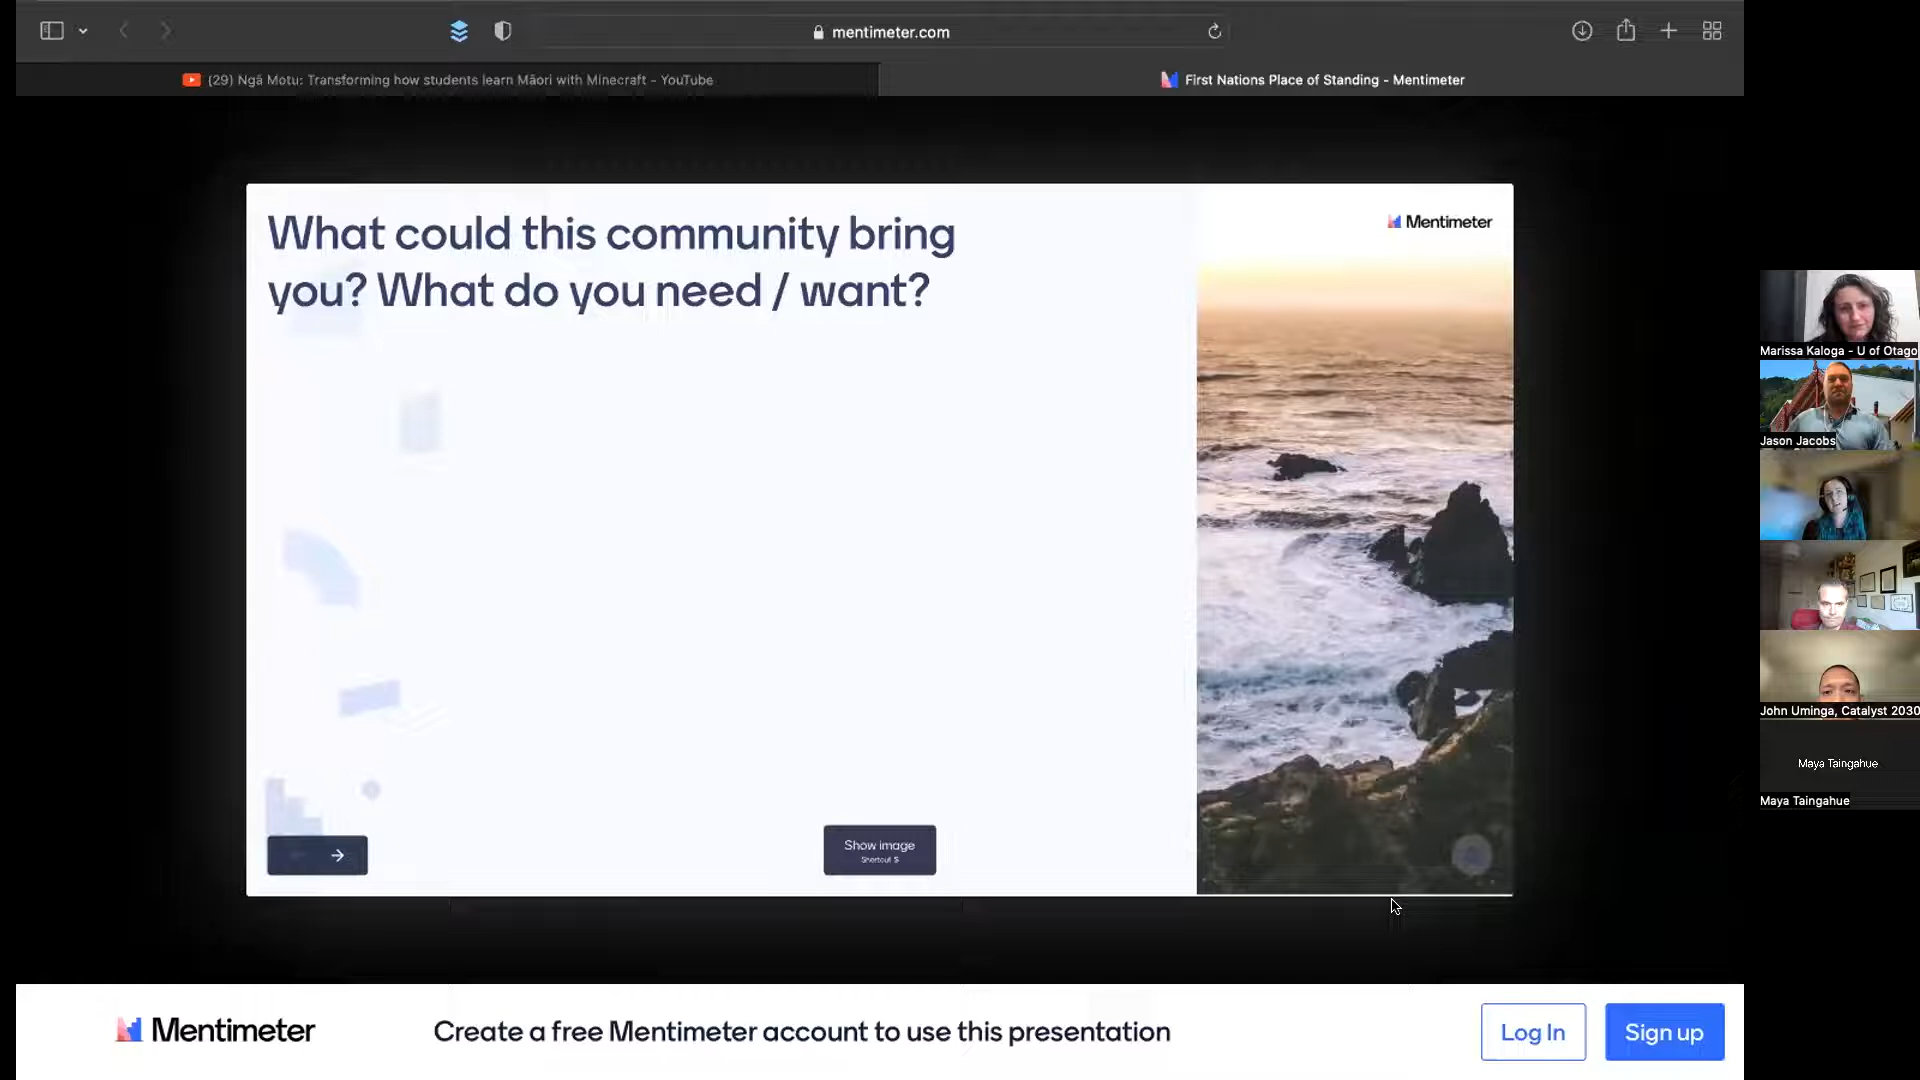 mentimeter.com
(29) Ngā Motu: Transforming how students learn Māori with Minecraft - YouTube
First Nations Place of Standing - Mentimeter
What could this community bring
you? What do you need / want?
Mentimeter
Show image
Shortcut S
Marissa Kaloga - U of Otago
Jason Jacobs
John Uminga, Catalyst 2030
Maya Taingahue
Maya Taingahue
Mentimeter
Create a free Mentimeter account to use this presentation
Log In
Sign up